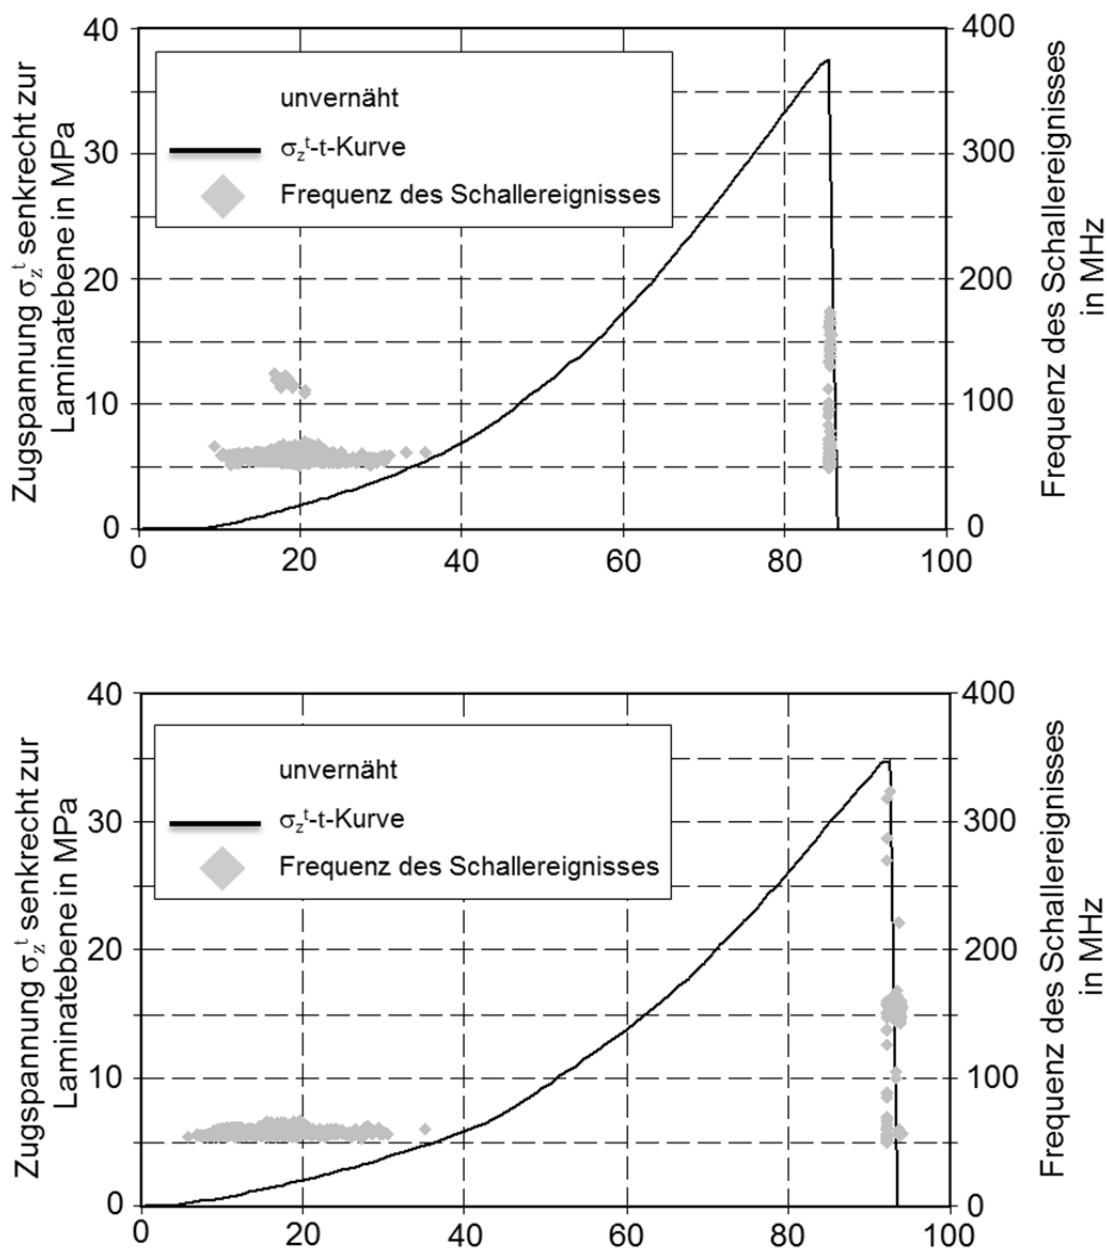 Zugspannung σzt senkrecht zur
Laminatebene in MPa
40
30
20
10
0
unvernäht
σzt-t-Kurve
Frequenz des Schallereignisses
400
300
200
100
0
Frequenz des Schallereignisses
in MHz
0 20 40 60 80 100
Zugspannung σzt senkrecht zur
Laminatebene in MPa
40
30
20
10
0
unvernäht
σzt-t-Kurve
Frequenz des Schallereignisses
400
300
200
100
0
Frequenz des Schallereignisses
in MHz
0 20 40 60 80 100